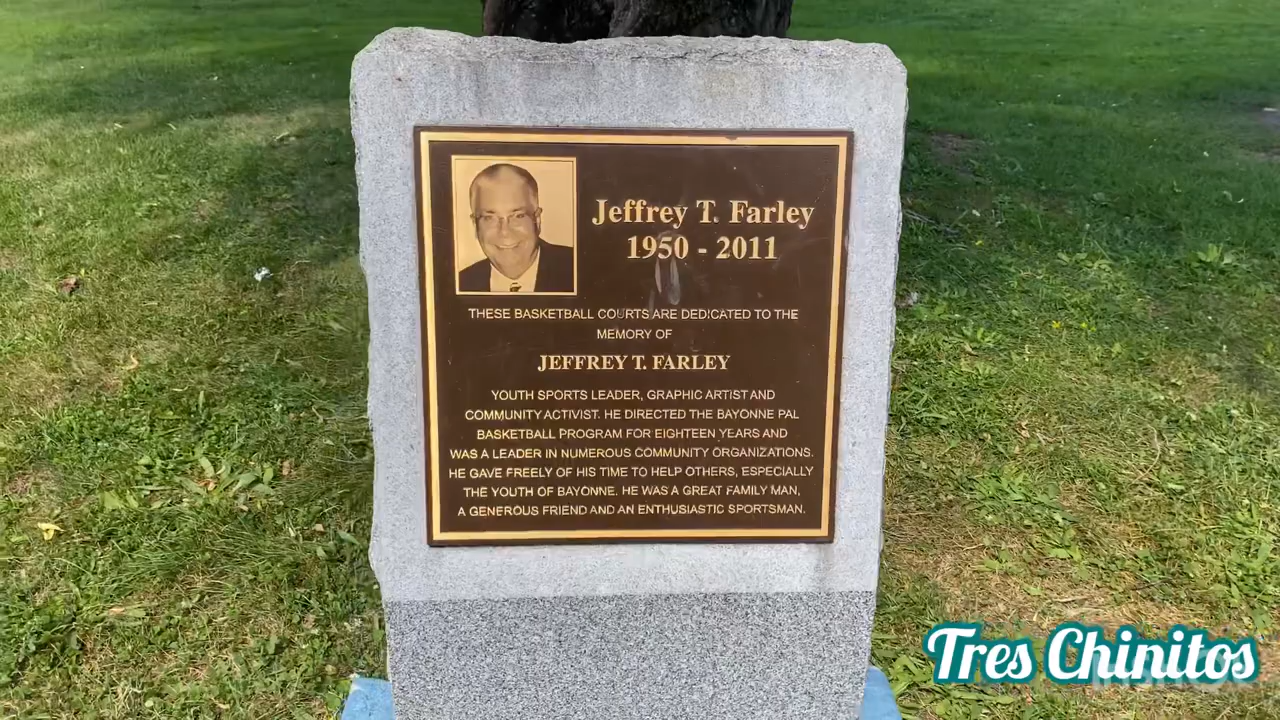 Jeffrey T. Farley
1950 - 2011
THESE BASKETBALL COURTS ARE DEDICATED TO THE
MEMORY OF
JEFFREY T. FARLEY
YOUTH SPORTS LEADER, GRAPHIC ARTIST AND
COMMUNITY ACTIVIST. HE DIRECTED THE BAYONNE PAL
BASKETBALL PROGRAM FOR EIGHTEEN YEARS AND
WAS A LEADER IN NUMEROUS COMMUNITY ORGANIZATIONS.
HE GAVE FREELY OF HIS TIME TO HELP OTHERS, ESPECIALLY
THE YOUTH OF BAYONNE. HE WAS A GREAT FAMILY MAN,
A GENEROUS FRIEND AND AN ENTHUSIASTIC SPORTSMAN.
Tres Chinitos